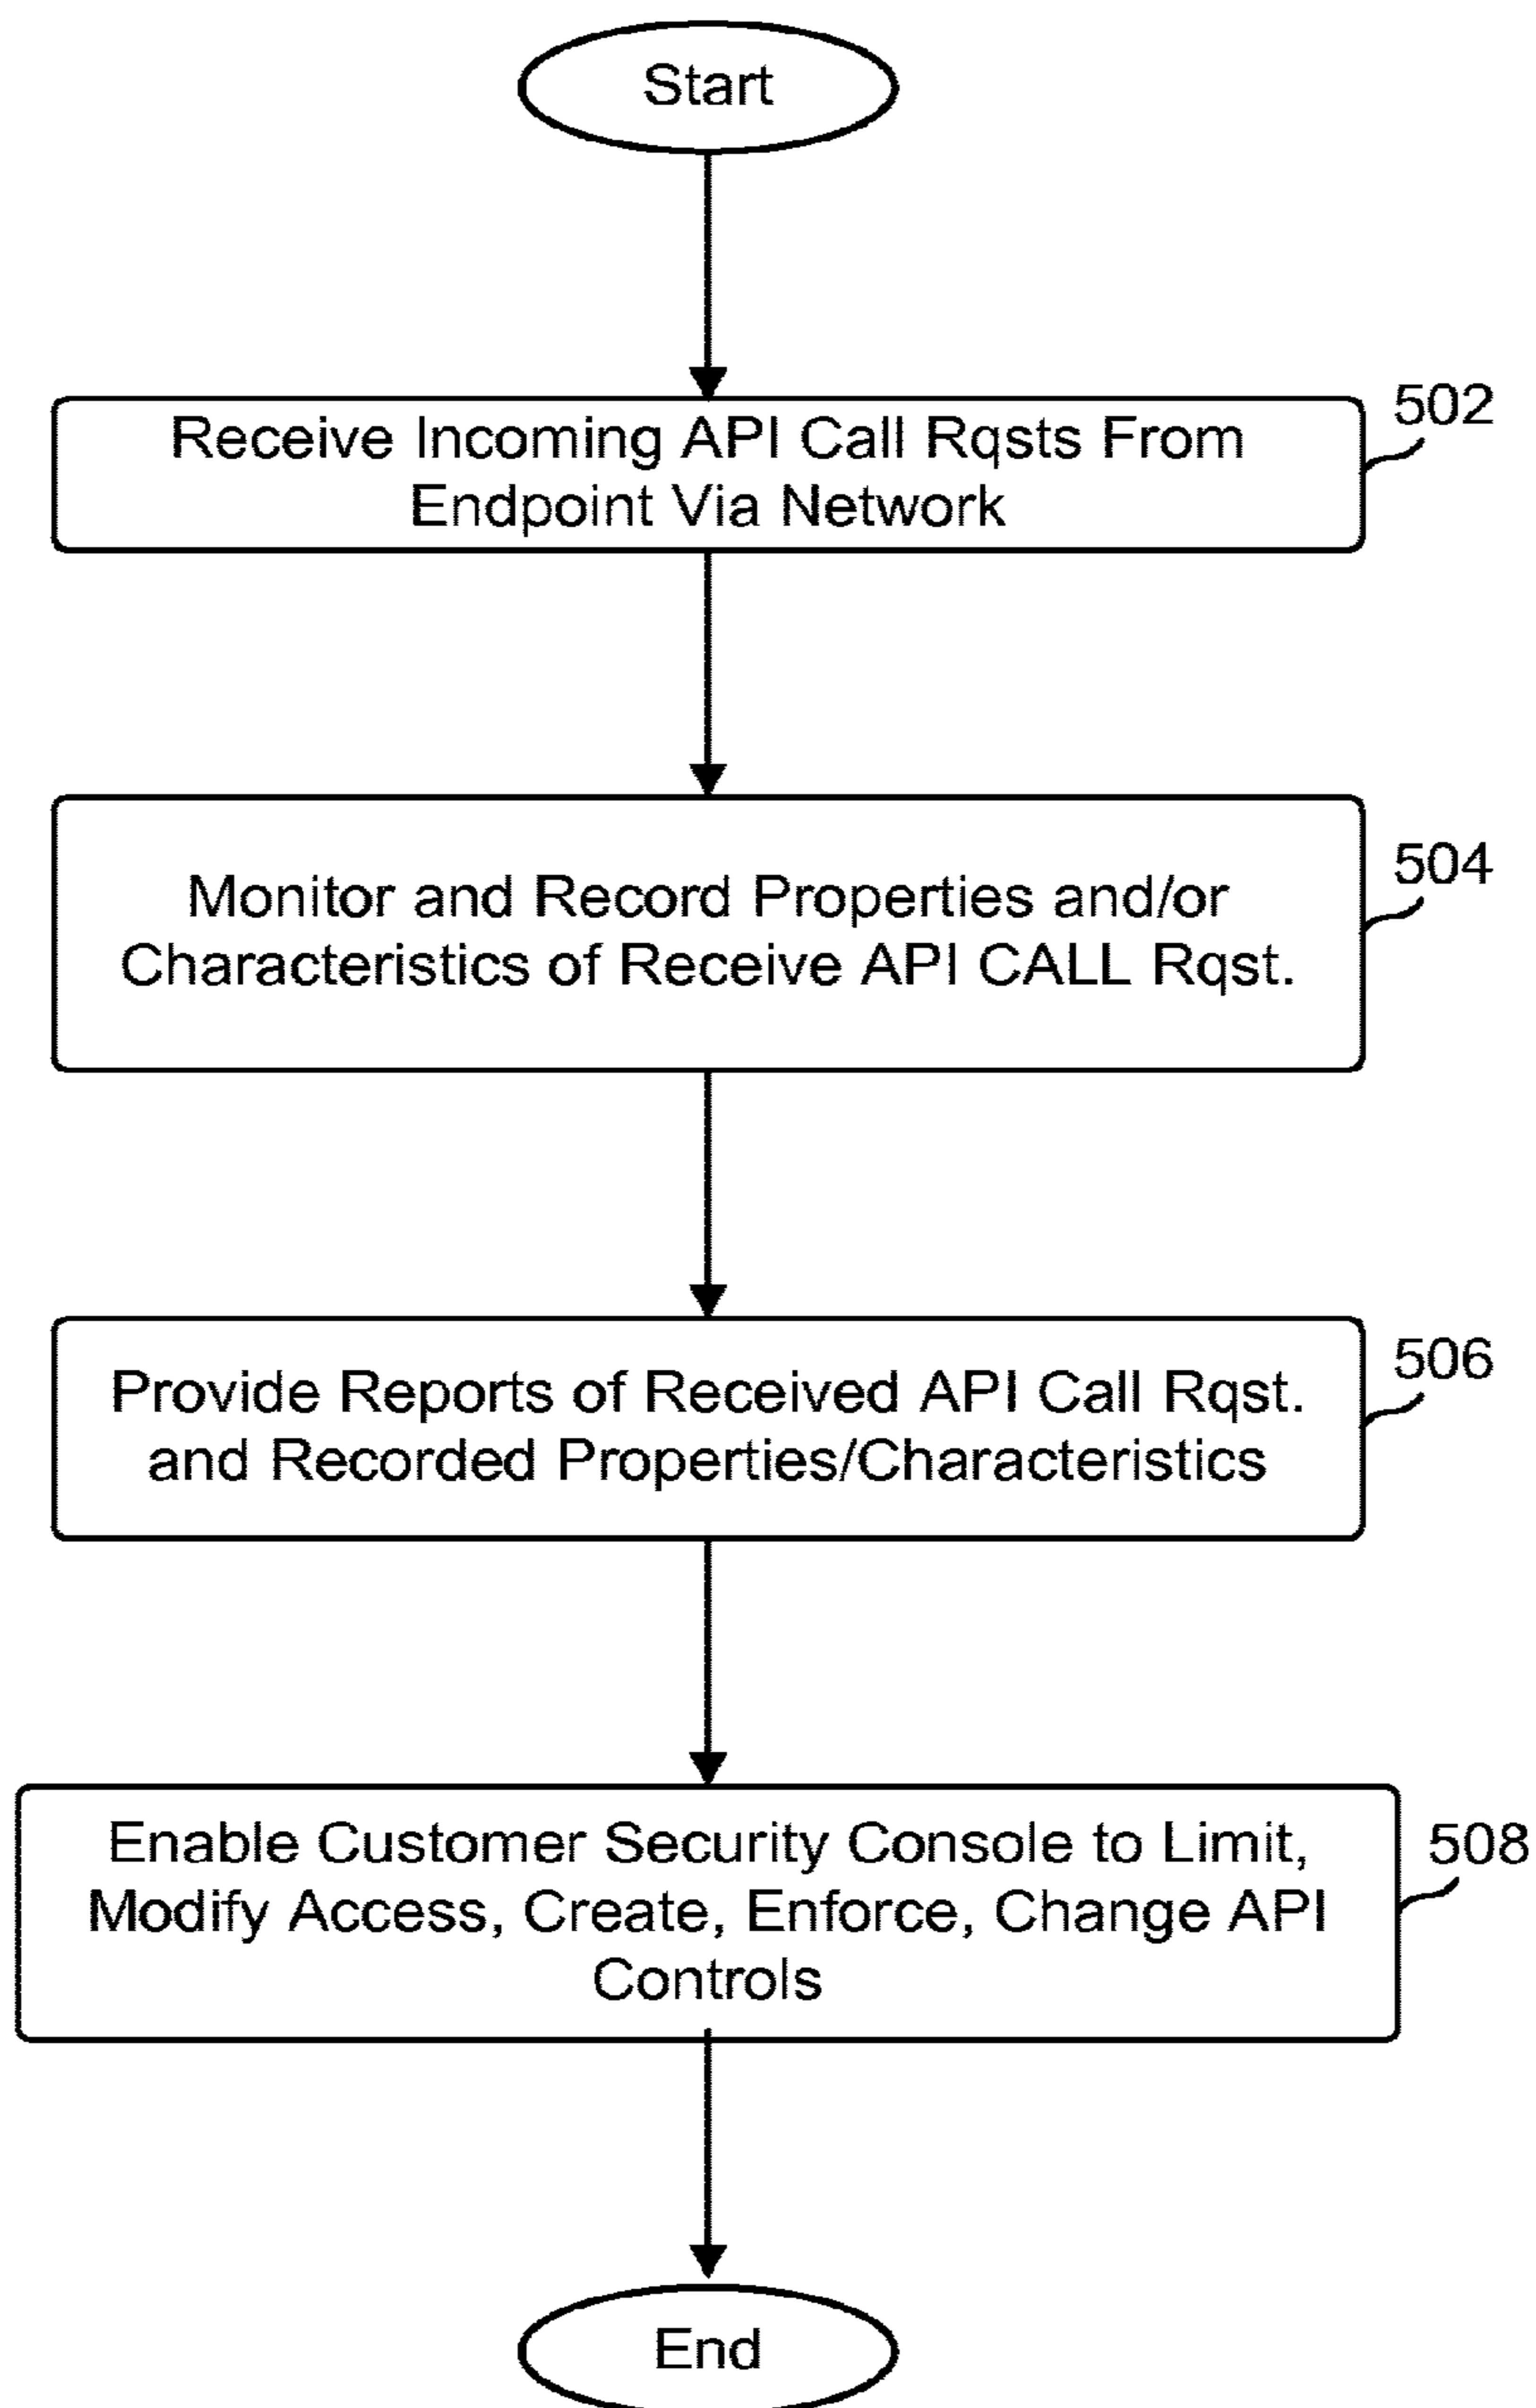 Start
502
Receive Incoming API Call Rqsts From
Endpoint Via Network
504
Monitor and Record Properties and/or
Characteristics of Receive API CALL Rqst.
506
Provide Reports of Received API Call Rqst.
and Recorded Properties/Characteristics
508
Enable Customer Security Console to Limit,
Modify Access, Create, Enforce, Change API
Controls
End